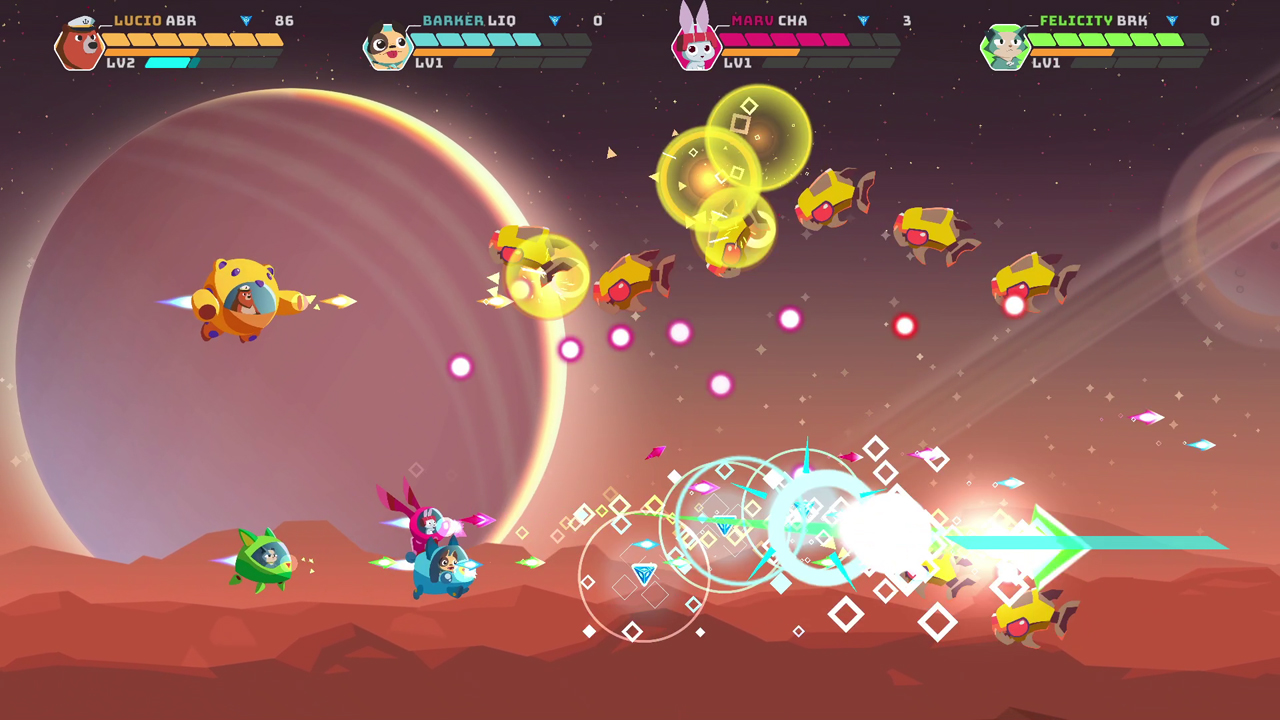 LUCIO ABR 86
LV2
BARKER LIQ 0
LV1
MARV CHA 3
LV1
FELICITY BRK 0
LV1